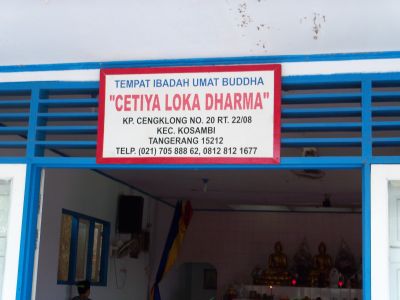 TEMPAT IBADAH UMAT BUDDHA
"CETIYA LOKA DHARMA"
KP. CENGKLONG NO. 20 RT. 22/08
KEC. KOSAMBI
TANGERANG 15212
TELP. (021) 705 888 62, 0812 812 1677